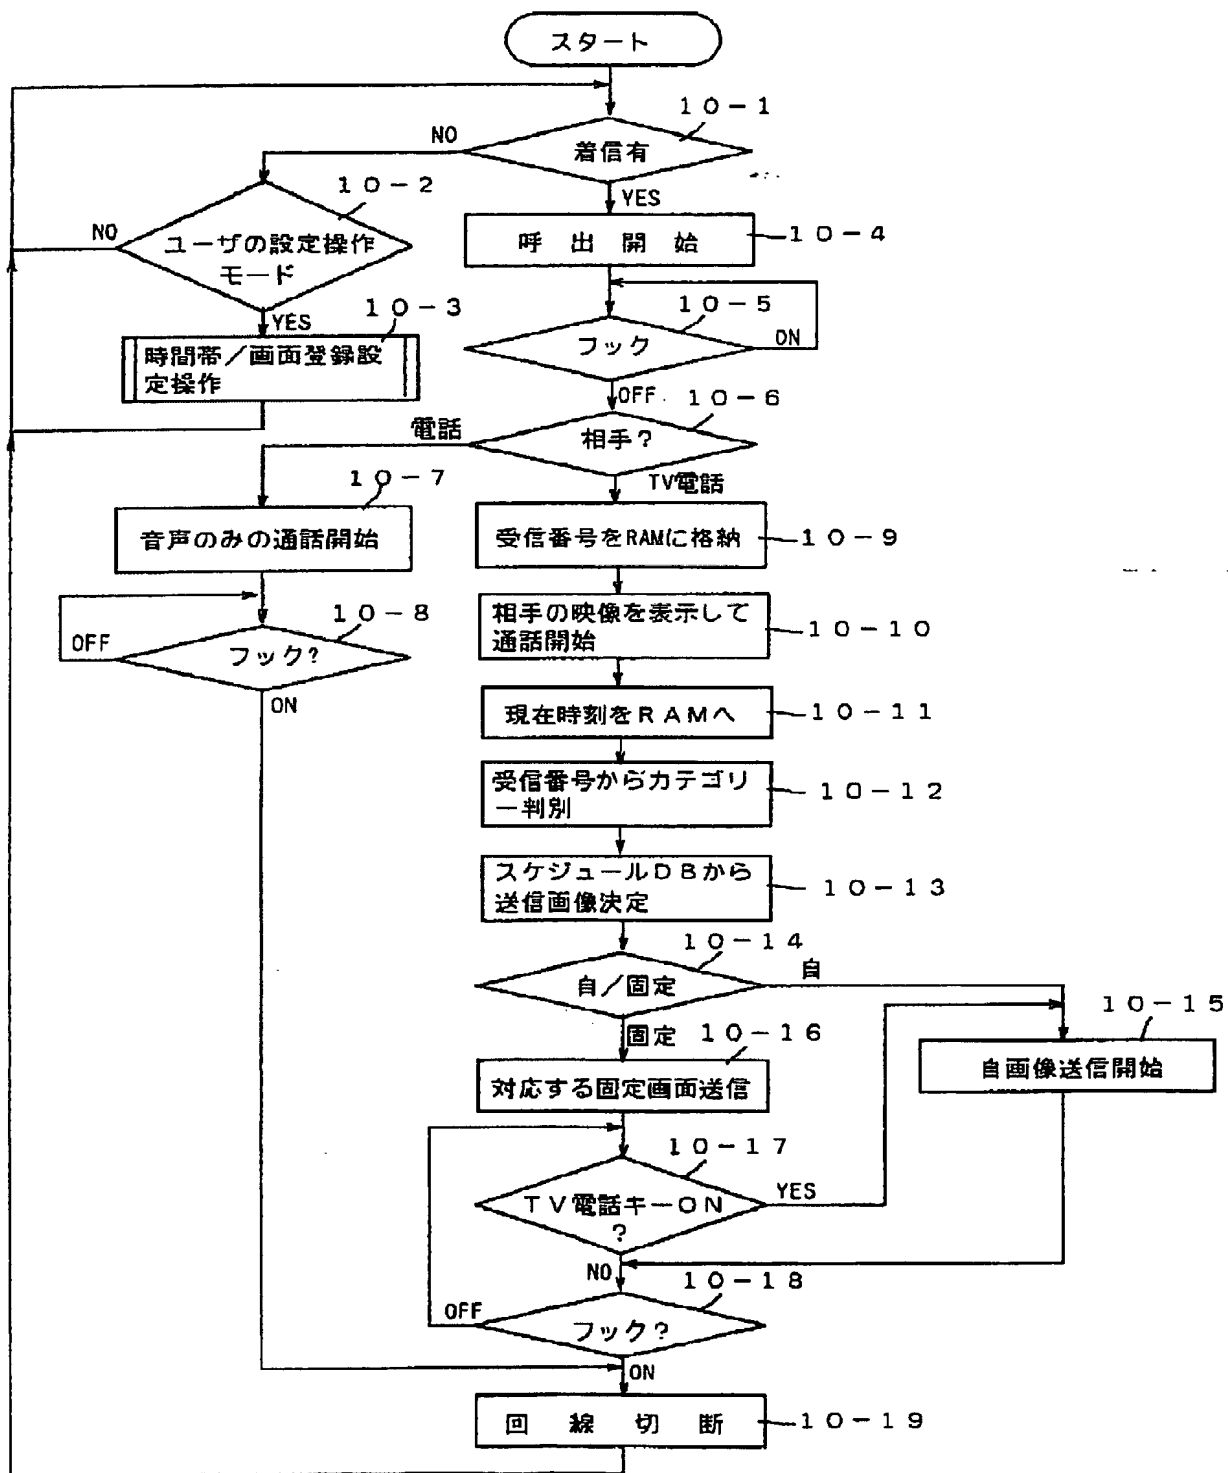 スタート
10-1
NO
着信有
YES
10-2
NO
ユーザの設定操作
モード
呼出開始
10-4
YES
10-3
時間帯/画面登録設
定操作
10-5
フック
ON
OFF
10-6
電話
相手?
TV電話
10-7
音声のみの通話開始
受信番号をRAMに格納
10-9
OFF
10-8
フック?
ON
相手の映像を表示して
通話開始
10-10
現在時刻をRAMへ
10-11
受信番号からカテゴリ
ー判別
10-12
スケジュールDBから
送信画像決定
10-13
10-14
自/固定
自
固定
10-16
10-15
対応する固定画面送信
自画像送信開始
10-17
TV電話キーON
?
YES
NO
10-18
OFF
フック?
ON
回線切断
10-19